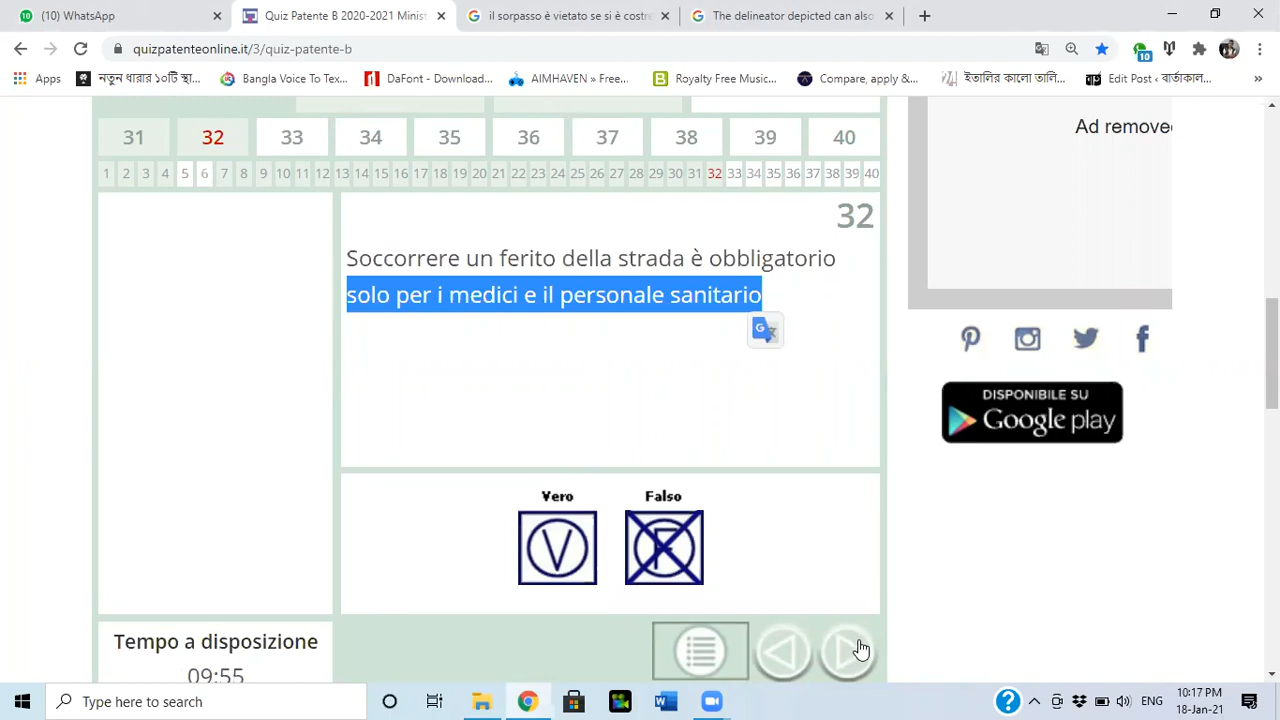 (10) WhatsApp
Quiz Patente B 2020-2021 Minist
il sorpasso è vietato se si è costre
The delineator depicted can also
quizpatenteonline.it/3/quiz-patente-b
10
Apps
নতুন ধারার ১০টি স্থা...
Bangla Voice To Tex...
DaFont - Download...
AIMHAVEN » Free...
Royalty Free Music...
Compare, apply &...
ইতালির কালো তালি...
Edit Post ‹ বার্তাকাল...
»
31 32 33 34 35 36 37 38 39 40
1 2 3 4 5 6 7 8 9 10 11 12 13 14 15 16 17 18 19 20 21 22 23 24 25 26 27 28 29 30 31 32 33 34 35 36 37 38 39 40
32
Soccorrere un ferito della strada è obbligatorio
solo per i medici e il personale sanitario
Vero Falso
V F
Tempo a disposizione
09:55
Ad remove
DISPONIBILE SU
Google play
Type here to search
ENG
10:17 PM
18-Jan-21